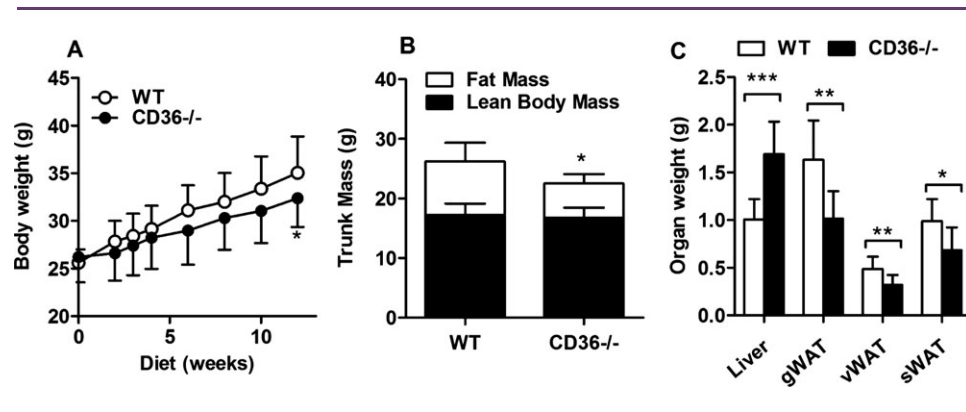 A
45
40
35
30
25
20
0
5
10
Body weight (g)
Diet (weeks)
WT
CD36-/-
*
B
40
30
20
10
0
Trunk Mass (g)
Fat Mass
Lean Body Mass
*
WT
CD36-/-
C
WT
CD36-/-
2.5
2.0
1.5
1.0
0.5
0.0
Organ weight (g)
***
**
**
*
Liver
gWAT
vWAT
sWAT